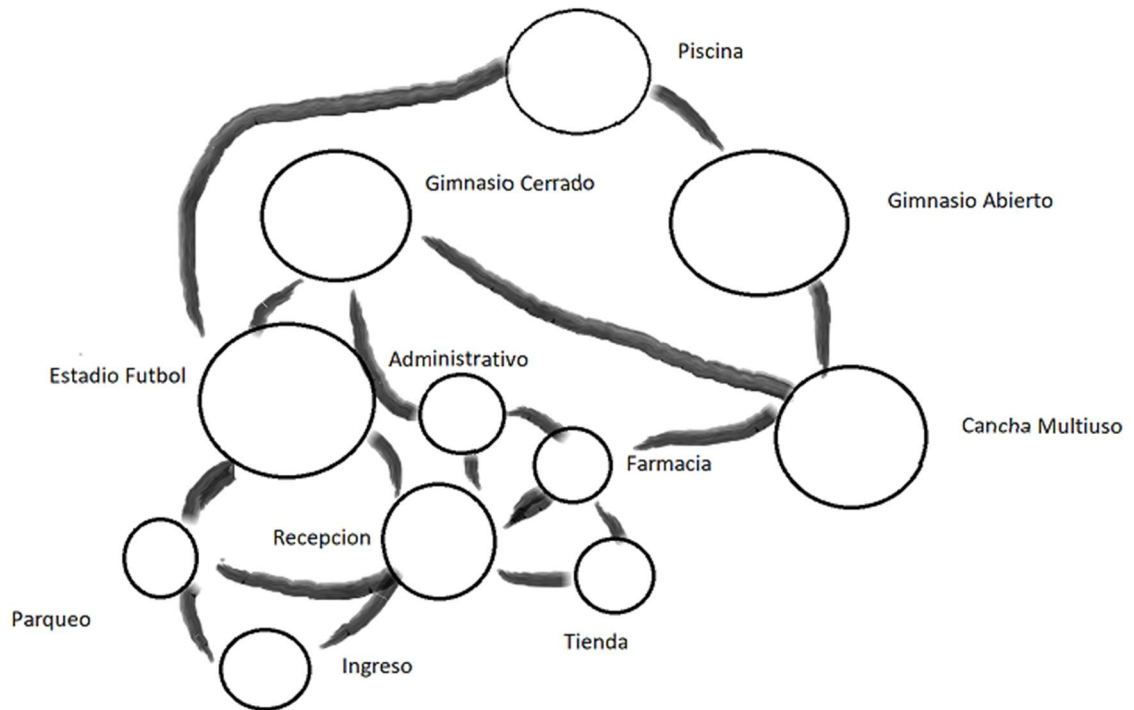 Piscina
Gimnasio Cerrado
Gimnasio Abierto
Administrativo
Estadio Futbol
Cancha Multiuso
Farmacia
Recepcion
Parqueo
Tienda
Ingreso